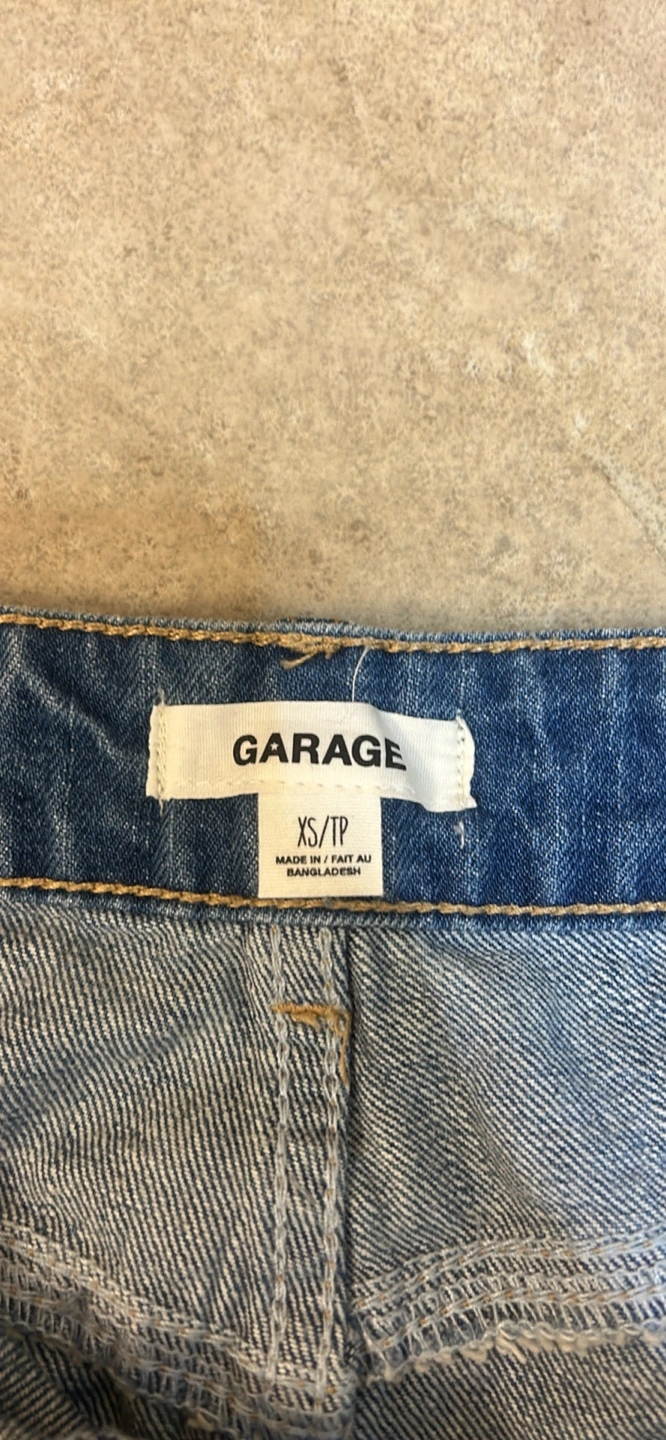 GARAGE
XS/TP
MADE IN / FAIT AU
BANGLADESH